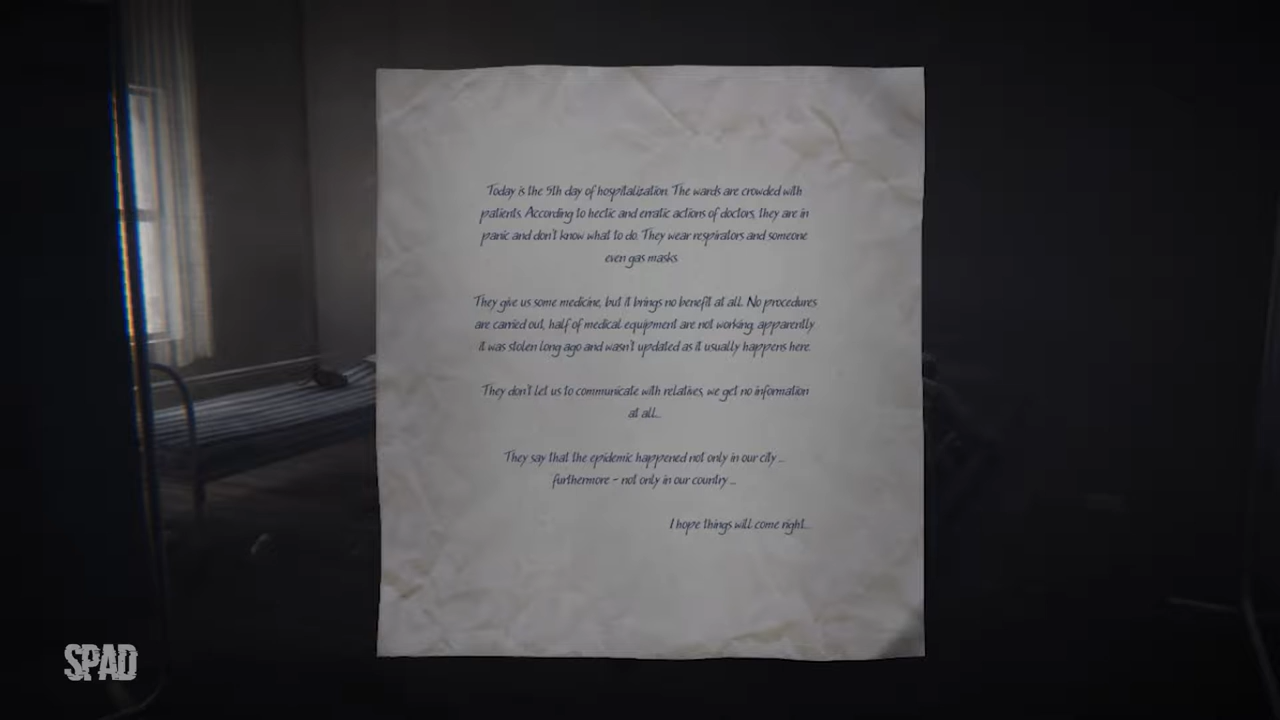 Today is the 5th day of hospitalization. The wards are crowded with
patients. According to hectic and erratic actions of doctors, they are in
panic and don't know what to do. They wear respirators and someone
even gas masks.
They give us some medicine, but it brings no benefit at all. No procedures
are carried out, half of medical equipment are not working, apparently
it was stolen long ago and wasn't updated as it usually happens here.
They don't let us to communicate with relatives, we get no information
at all...
They say that the epidemic happened not only in our city ...
furthermore - not only in our country ...
I hope things will come right...
SPAD